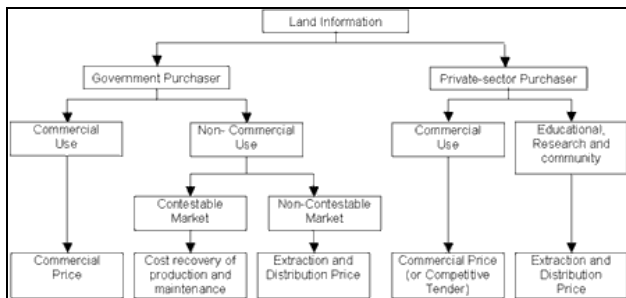 Land Information
Government Purchaser
Private-sector Purchaser
Commercial
Use
Non- Commercial
Use
Commercial
Use
Educational,
Research and
community
Contestable
Market
Non-Contestable
Market
Commercial
Price
Cost recovery of
production and
maintenance
Extraction and
Distribution Price
Commercial Price
(or Competitive
Tender)
Extraction and
Distribution
Price